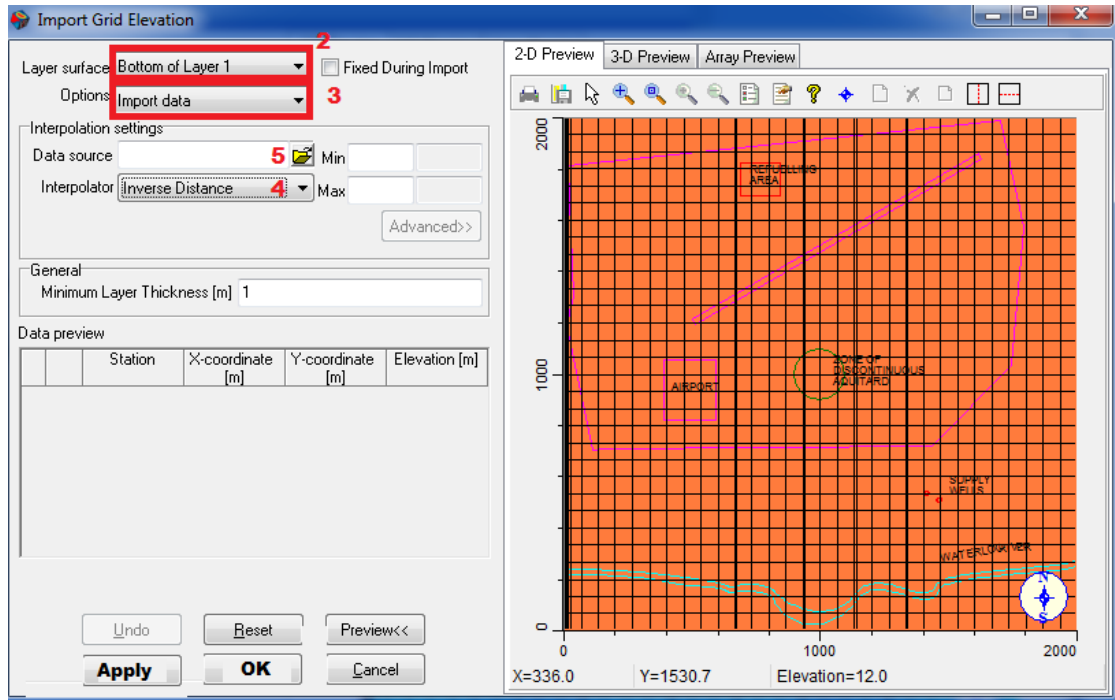 Import Grid Elevation
2
Layer surface Bottom of Layer 1 Fixed During Import
Options Import data 3
Interpolation settings
Data source 5 Min
Interpolator Inverse Distance 4 Max
Advanced>>
General
Minimum Layer Thickness [m] 1
Data preview
Station X-coordinate [m] Y-coordinate [m] Elevation [m]
Undo Reset Preview<<
Apply OK Cancel
2-D Preview 3-D Preview Array Preview
2000
REFUELLING
AREA
1000
ZONE OF
DISCONTINUOUS
AQUITARD
AIRPORT
SUPPLY
WELLS
N
S
0
0 1000 2000
X=336.0 Y=1530.7 Elevation=12.0